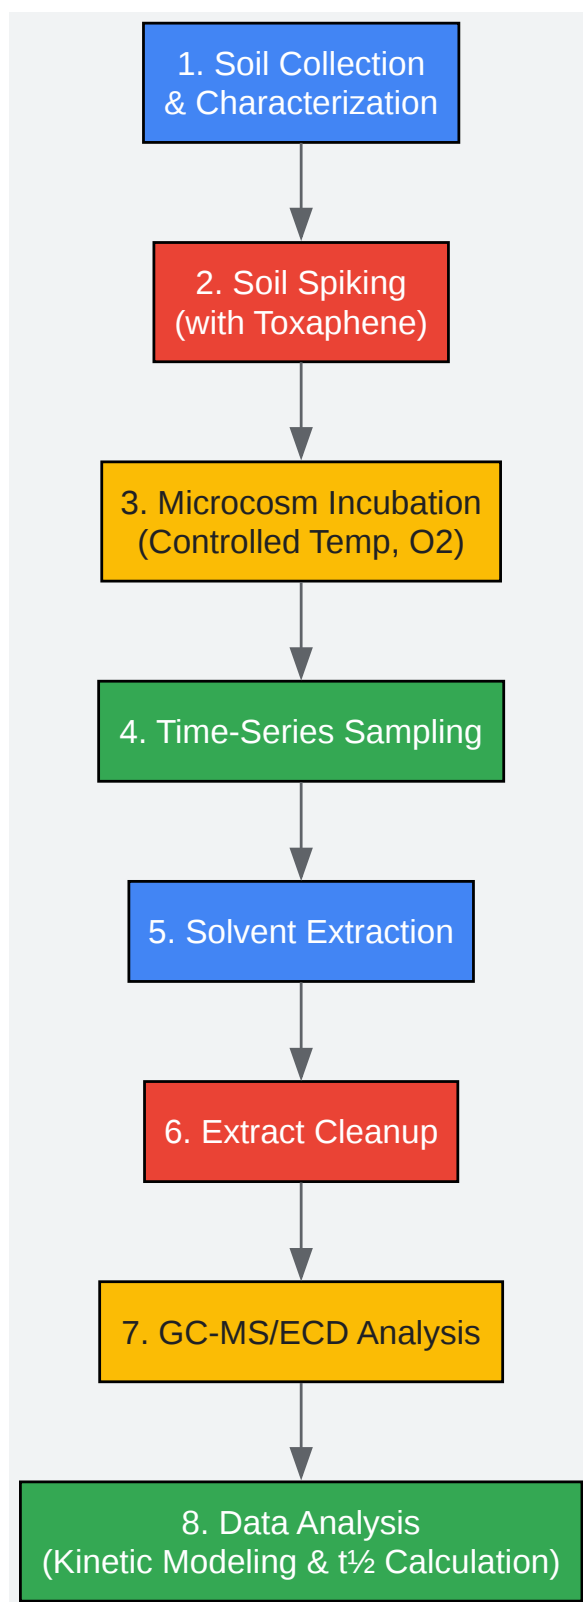 1. Soil Collection
& Characterization
2. Soil Spiking
(with Toxaphene)
3. Microcosm Incubation
(Controlled Temp, O2)
4. Time-Series Sampling
5. Solvent Extraction
6. Extract Cleanup
7. GC-MS/ECD Analysis
8. Data Analysis
(Kinetic Modeling & t½ Calculation)